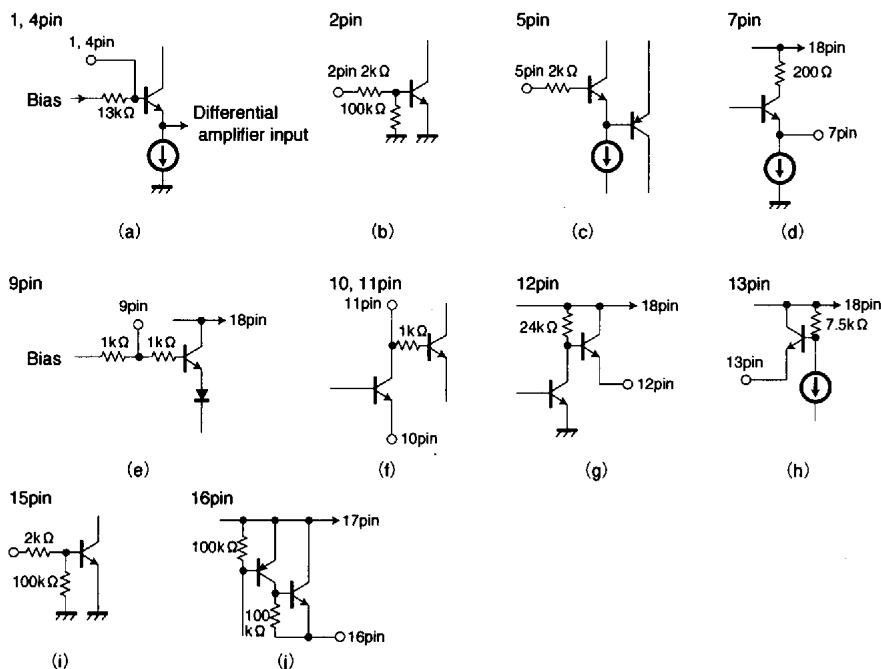 1, 4pin
1, 4pin
Bias
13kΩ
Differential
amplifier input
(a)
2pin
2pin 2kΩ
100kΩ
(b)
5pin
5pin 2kΩ
(c)
7pin
18pin
200Ω
7pin
(d)
9pin
9pin
18pin
1kΩ
1kΩ
Bias
(e)
10, 11pin
11pin
1kΩ
10pin
(f)
12pin
18pin
24kΩ
12pin
(g)
13pin
18pin
7.5kΩ
13pin
(h)
15pin
2kΩ
100kΩ
(i)
16pin
17pin
100kΩ
100
kΩ
16pin
(j)